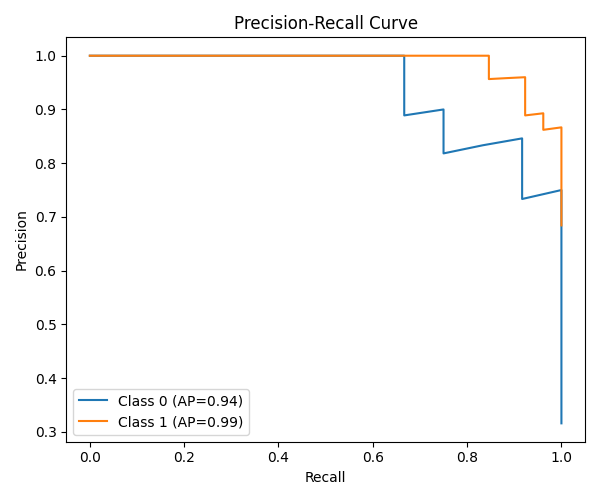 Precision-Recall Curve
Precision
1.0
0.9
0.8
0.7
0.6
0.5
0.4
0.3
Class 0 (AP=0.94)
Class 1 (AP=0.99)
0.0 0.2 0.4 0.6 0.8 1.0
Recall